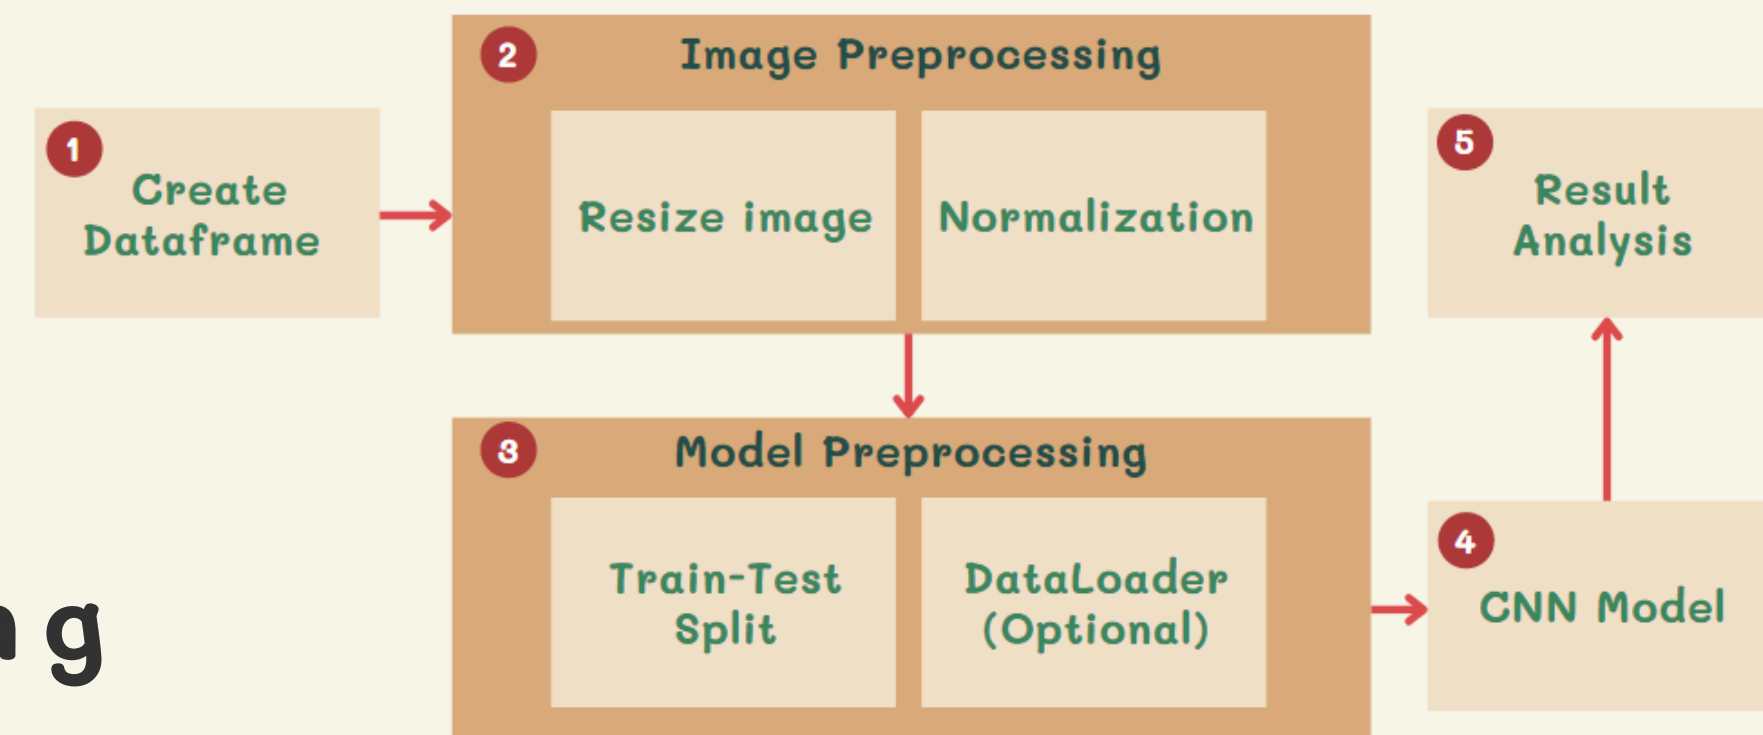 1
Create
Dataframe
2
Image Preprocessing
Resize image
Normalization
3
Model Preprocessing
Train-Test
Split
DataLoader
(Optional)
4
CNN Model
5
Result
Analysis